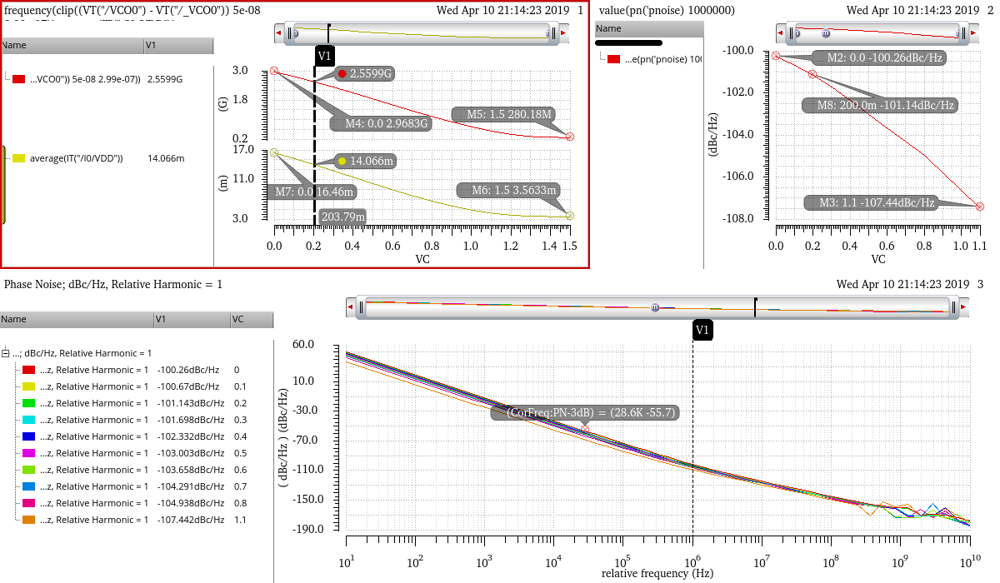 frequency(clip((VT("/VCO0") - VT("/_VCO0")) 5e-08
Wed Apr 10 21:14:23 2019 1
Name V1
...VCO0")) 5e-08 2.99e-07)) 2.5599G
average(IT("/I0/VDD")) 14.066m
V1
3.0
1.8
0.2
(G)
2.5599G
M4: 0.0 2.9683G
M5: 1.5 280.18M
17.0
11.0
3.0
(m)
14.066m
M7: 0.0 16.46m
M6: 1.5 3.5633m
203.79m
0.0 0.2 0.4 0.6 0.8 1.0 1.2 1.4 1.5
VC
value(pn('pnoise) 1000000)
Wed Apr 10 21:14:23 2019 2
Name
...e(pn('pnoise) 10
-100.0
-102.0
-104.0
-106.0
-108.0
(dBc/Hz)
M2: 0.0 -100.26dBc/Hz
M8: 200.0m -101.14dBc/Hz
M3: 1.1 -107.44dBc/Hz
0.0 0.2 0.4 0.6 0.8 1.0 1.1
VC
Phase Noise; dBc/Hz, Relative Harmonic = 1
Wed Apr 10 21:14:23 2019 3
Name V1 VC
...; dBc/Hz, Relative Harmonic = 1
...z, Relative Harmonic = 1 -100.26dBc/Hz 0
...z, Relative Harmonic = 1 -100.67dBc/Hz 0.1
...z, Relative Harmonic = 1 -101.143dBc/Hz 0.2
...z, Relative Harmonic = 1 -101.698dBc/Hz 0.3
...z, Relative Harmonic = 1 -102.332dBc/Hz 0.4
...z, Relative Harmonic = 1 -103.003dBc/Hz 0.5
...z, Relative Harmonic = 1 -103.658dBc/Hz 0.6
...z, Relative Harmonic = 1 -104.291dBc/Hz 0.7
...z, Relative Harmonic = 1 -104.938dBc/Hz 0.8
...z, Relative Harmonic = 1 -107.442dBc/Hz 1.1
V1
60.0
10.0
-30.0
-70.0
-110.0
-150.0
-190.0
( dBc/Hz ) (dBc/Hz)
(CorFreq:PN-3dB) = (28.6K -55.7)
10¹ 10² 10³ 10⁴ 10⁵ 10⁶ 10⁷ 10⁸ 10⁹ 10¹⁰
relative frequency (Hz)